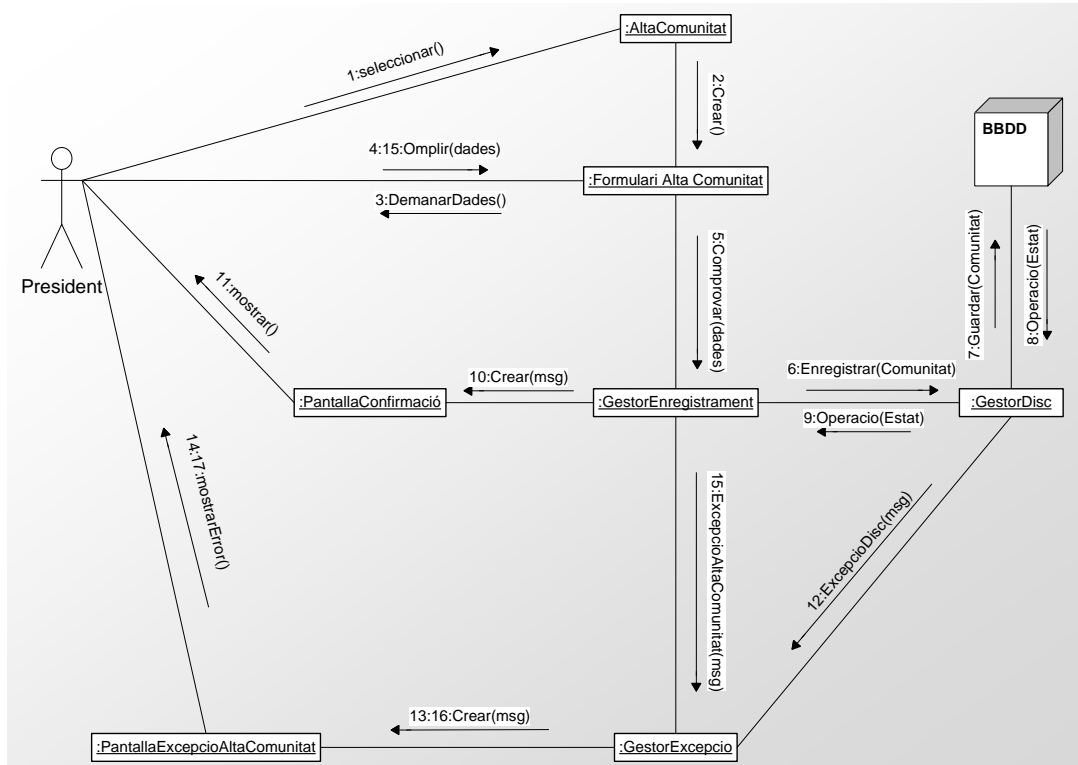 :AltaComunitat
1:seleccionar()
2:Crear()
BBDD
4:15:Omplir(dades)
:Formulari Alta Comunitat
3:DemanarDades()
President
11:mostrar()
5:Comprovar(dades)
7:Guardar(Comunitat)
8:Operacio(Estat)
10:Crear(msg)
6:Enregistrar(Comunitat)
:PantallaConfirmació
:GestorEnregistrament
:GestorDisc
9:Operacio(Estat)
14:17:mostrarError()
15:ExcepcioAltaComunitat(msg)
12:ExcepcioDisc(msg)
13:16:Crear(msg)
:PantallaExcepcioAltaComunitat
:GestorExcepcio